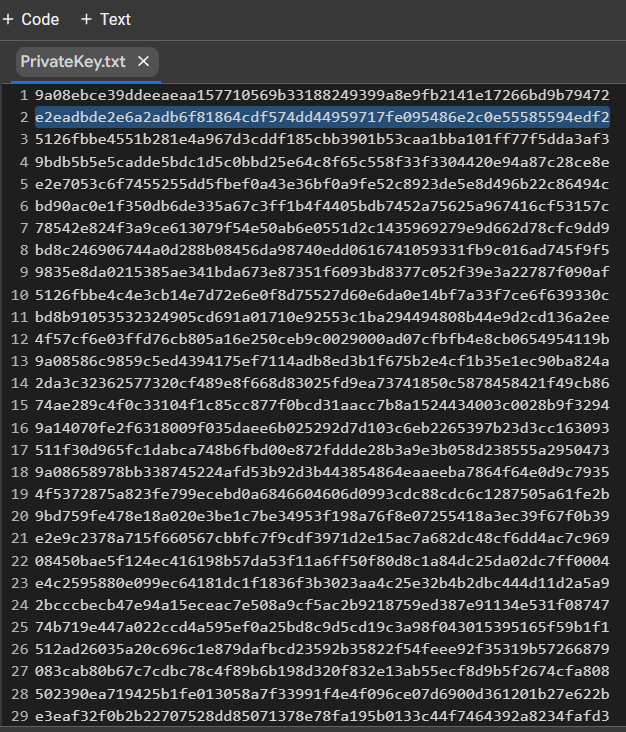 + Code + Text
PrivateKey.txt ×
1 9a08ebce39ddeeaeaa157710569b33188249399a8e9fb2141e17266bd9b79472
2 e2eadbde2e6a2adb6f81864cdf574dd44959717fe095486e2c0e55585594edf2
3 5126fbbe4551b281e4a967d3cddf185cbb3901b53caa1bba101ff77f5dda3af3
4 9bdb5b5e5cadde5bdc1d5c0bbd25e64c8f65c558f33f3304420e94a87c28ce8e
5 e2e7053c6f7455255dd5fbef0a43e36bf0a9fe52c8923de5e8d496b22c86494c
6 bd90ac0e1f350db6de335a67c3ff1b4f4405bdb7452a75625a967416cf53157c
7 78542e824f3a9ce613079f54e50ab6e0551d2c1435969279e9d662d78cfc9dd9
8 bd8c246906744a0d288b08456da98740edd0616741059331fb9c016ad745f9f5
9 9835e8da0215385ae341bda673e87351f6093bd8377c052f39e3a22787f090af
10 5126fbbe4c4e3cb14e7d72e6e0f8d75527d60e6da0e14bf7a33f7ce6f639330c
11 bd8b91053532324905cd691a01710e92553c1ba294494808b44e9d2cd136a2ee
12 4f57cf6e03ffd76cb805a16e250ceb9c0029000ad07cfbfb4e8cb0654954119b
13 9a08586c9859c5ed4394175ef7114adb8ed3b1f675b2e4cf1b35e1ec90ba824a
14 2da3c32362577320cf489e8f668d83025fd9ea73741850c5878458421f49cb86
15 74ae289c4f0c33104f1c85cc877f0bcd31aacc7b8a1524434003c0028b9f3294
16 9a14070fe2f6318009f035daee6b025292d7d103c6eb2265397b23d3cc163093
17 511f30d965fc1dabca748b6fbd00e872fddde28b3a9e3b058d238555a2950473
18 9a08658978bb338745224afd53b92d3b443854864eaaeeba7864f64e0d9c7935
19 4f5372875a823fe799ecebd0a6846604606d0993cdc88cdc6c1287505a61fe2b
20 9bd759fe478e18a020e3be1c7be34953f198a76f8e07255418a3ec39f67f0b39
21 e2e9c2378a715f660567cbbfc7f9cdf3971d2e15ac7a682dc48cf6dd4ac7c969
22 08450bae5f124ec416198b57da53f11a6ff50f80d8c1a84dc25da02dc7ff0004
23 e4c2595880e099ec64181dc1f1836f3b3023aa4c25e32b4b2dbc444d11d2a5a9
24 2bcccbecb47e94a15eceac7e508a9cf5ac2b9218759ed387e91134e531f08747
25 74b719e447a022ccd4a595ef0a25bd8c9d5cd19c3a98f043015395165f59b1f1
26 512ad26035a20c696c1e879dafbcd23592b35822f54feee92f35319b57266879
27 083cab80b67c7cdbc78c4f89b6b198d320f832e13ab55ecf8d9b5f2674cfa808
28 502390ea719425b1fe013058a7f33991f4e4f096ce07d6900d361201b27e622b
29 e3eaf32f0b2b22707528dd85071378e78fa195b0133c44f7464392a8234fafd3